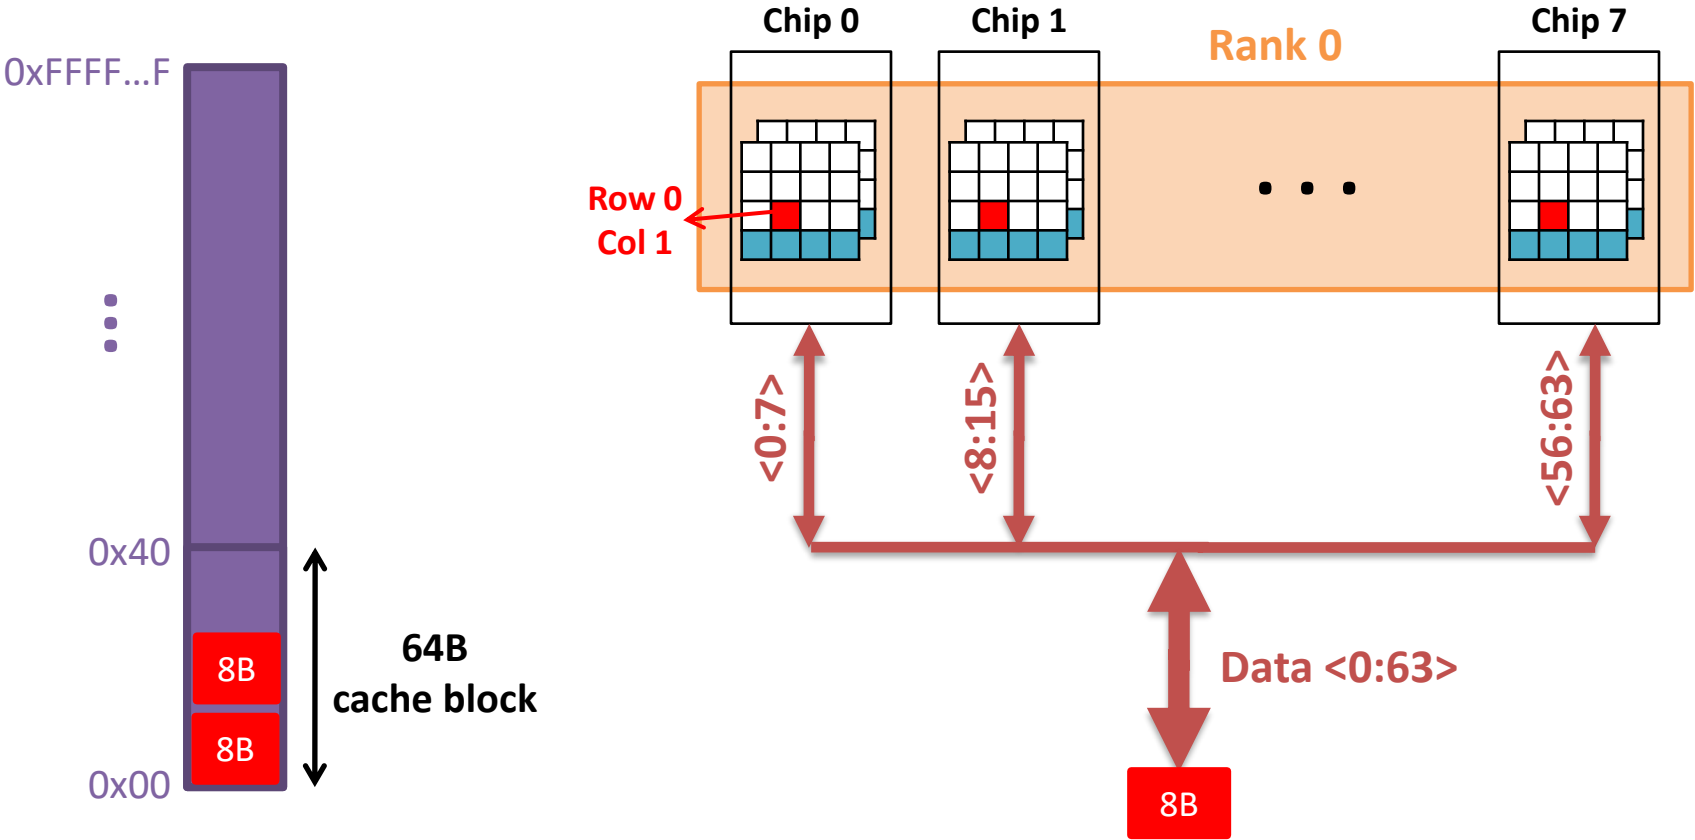 Chip 0
Chip 1
Chip 7
Rank 0
0xFFFF...F
Row 0
Col 1
<0:7>
<8:15>
<56:63>
0x40
64B
cache block
8B
8B
Data <0:63>
0x00
8B